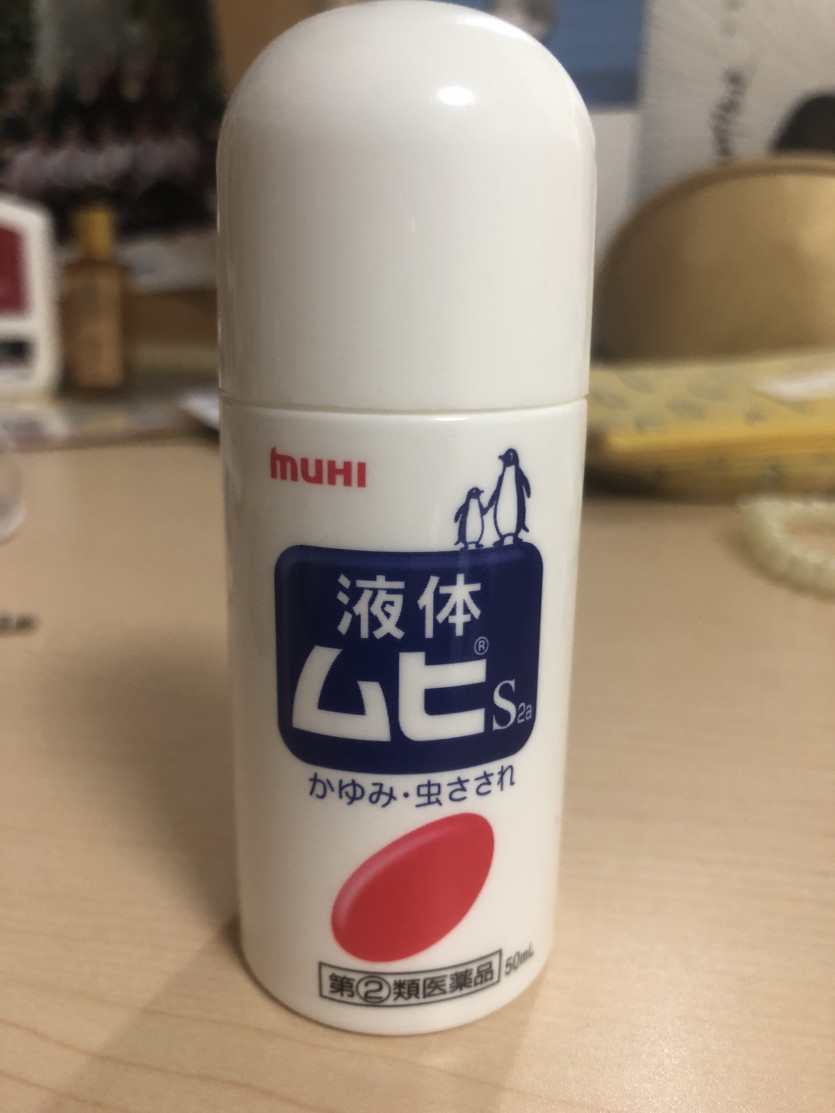 MUHI
液体
ムヒ®S2a
かゆみ・虫さされ
第②類医薬品 50mL